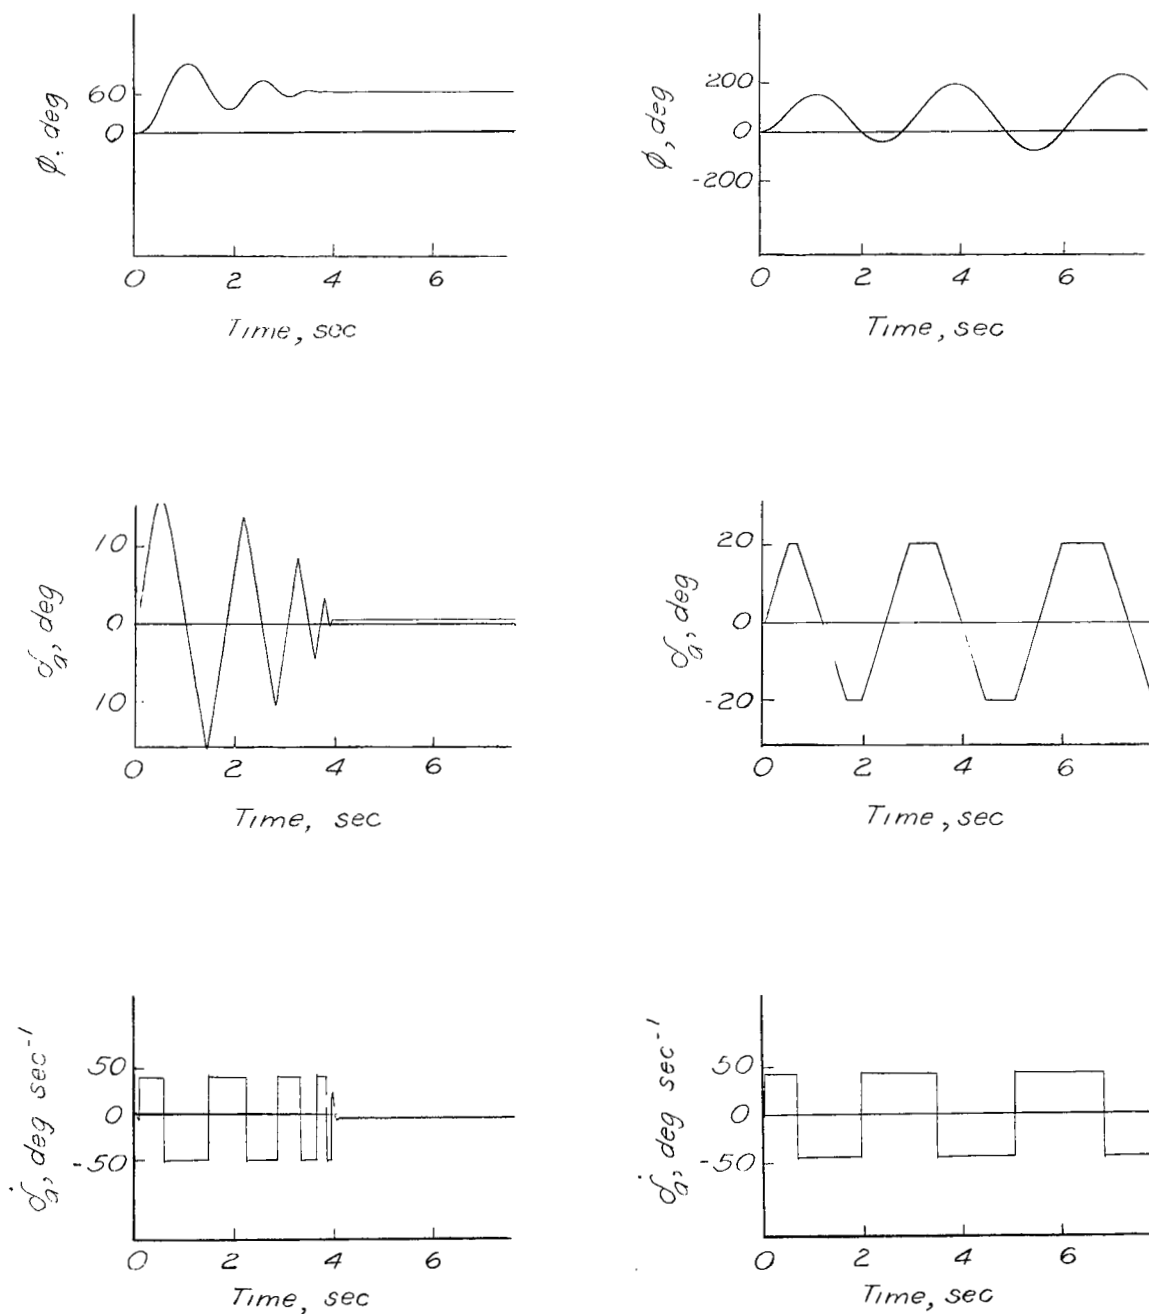 φ, deg
60
0
0 2 4 6
Time, sec
φ, deg
200
0
-200
0 2 4 6
Time, sec
δa, deg
10
0
10
0 2 4 6
Time, sec
δa, deg
20
0
-20
0 2 4 6
Time, sec
δ̇a, deg sec-1
50
0
-50
0 2 4 6
Time, sec
δ̇a, deg sec-1
50
0
-50
0 2 4 6
Time, sec